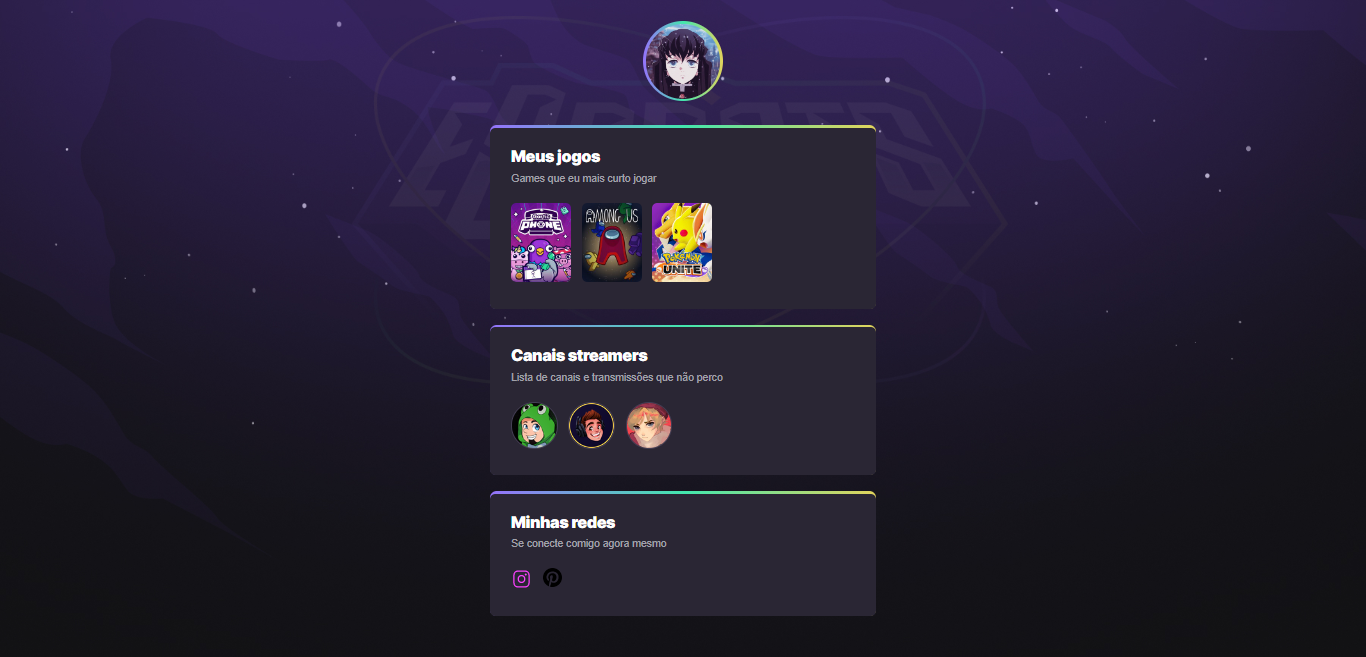 eSPORTS
Meus jogos
Games que eu mais curto jogar
PHONE
AMONG US
POKÉMON
UNITE
Canais streamers
Lista de canais e transmissões que não perco
Minhas redes
Se conecte comigo agora mesmo